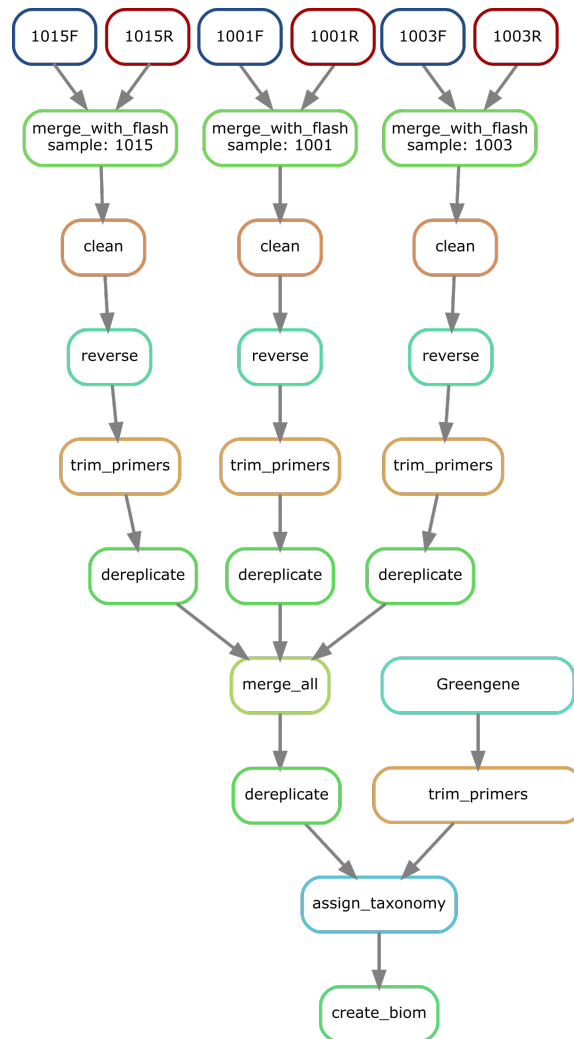 1015F
1015R
1001F
1001R
1003F
1003R
merge_with_flash
sample: 1015
merge_with_flash
sample: 1001
merge_with_flash
sample: 1003
clean
clean
clean
reverse
reverse
reverse
trim_primers
trim_primers
trim_primers
dereplicate
dereplicate
dereplicate
merge_all
Greengene
dereplicate
trim_primers
assign_taxonomy
create_biom